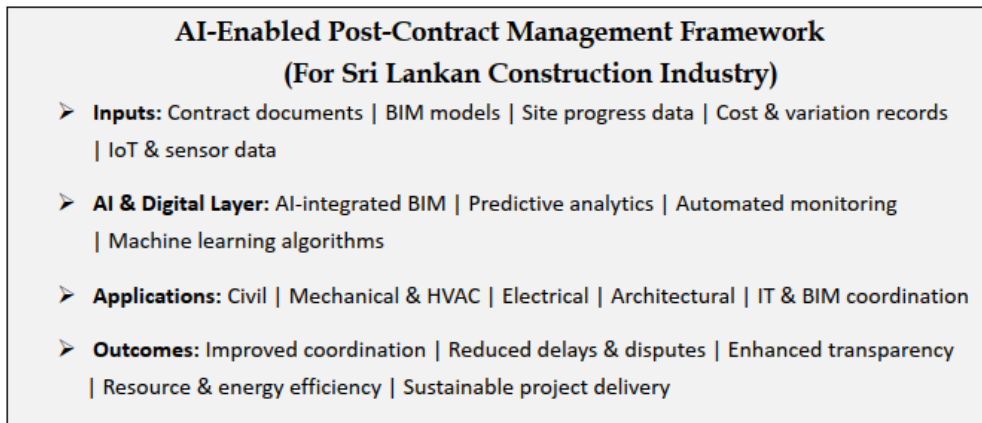 AI-Enabled Post-Contract Management Framework
(For Sri Lankan Construction Industry)
➢ Inputs: Contract documents | BIM models | Site progress data | Cost & variation records
| IoT & sensor data
➢ AI & Digital Layer: AI-integrated BIM | Predictive analytics | Automated monitoring
| Machine learning algorithms
➢ Applications: Civil | Mechanical & HVAC | Electrical | Architectural | IT & BIM coordination
➢ Outcomes: Improved coordination | Reduced delays & disputes | Enhanced transparency
| Resource & energy efficiency | Sustainable project delivery